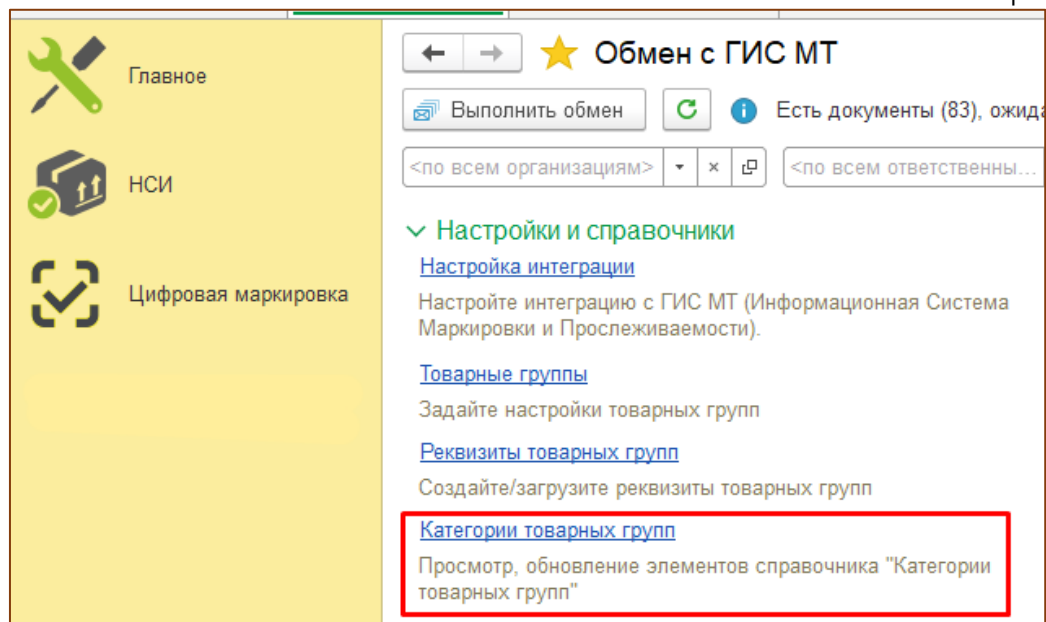 Главное
НСИ
Цифровая маркировка
Обмен с ГИС МТ
Выполнить обмен
Есть документы (83), ожида
<по всем организациям>
<по всем ответственны...
Настройки и справочники
Настройка интеграции
Настройте интеграцию с ГИС МТ (Информационная Система
Маркировки и Прослеживаемости).
Товарные группы
Задайте настройки товарных групп
Реквизиты товарных групп
Создайте/загрузите реквизиты товарных групп
Категории товарных групп
Просмотр, обновление элементов справочника "Категории
товарных групп"